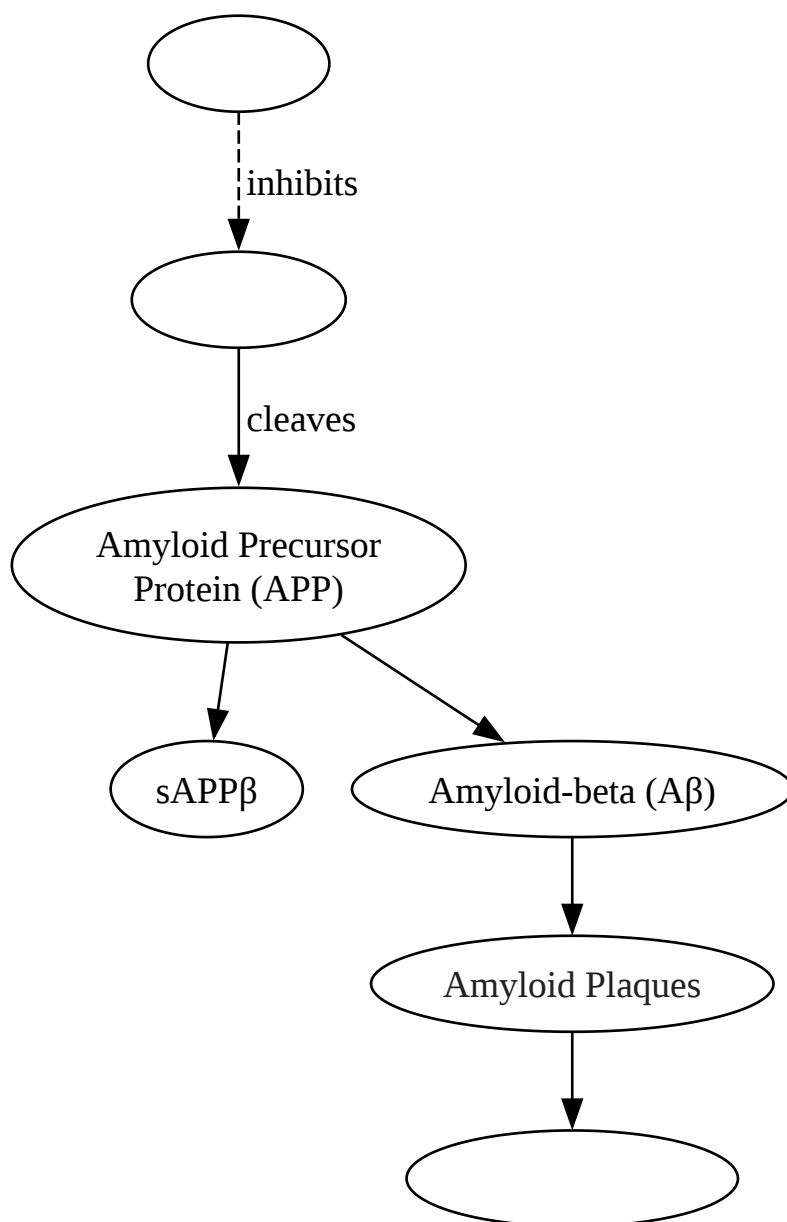 inhibits
cleaves
Amyloid Precursor
Protein (APP)
sAPPβ
Amyloid-beta (Aβ)
Amyloid Plaques